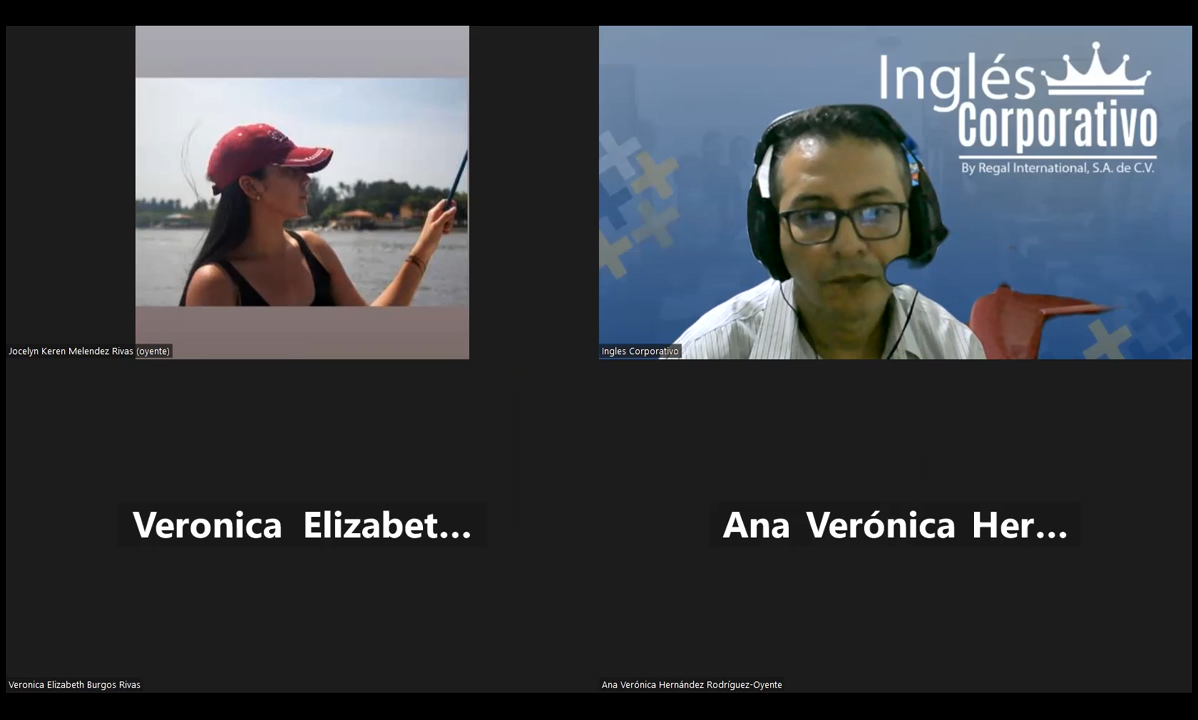 Inglés
Corporativo
By Regal International, S.A. de C.V.
Jocelyn Keren Melendez Rivas (oyente)
Ingles Corporativo
Veronica Elizabet...
Ana Verónica Her...
Veronica Elizabeth Burgos Rivas
Ana Verónica Hernández Rodríguez-Oyente